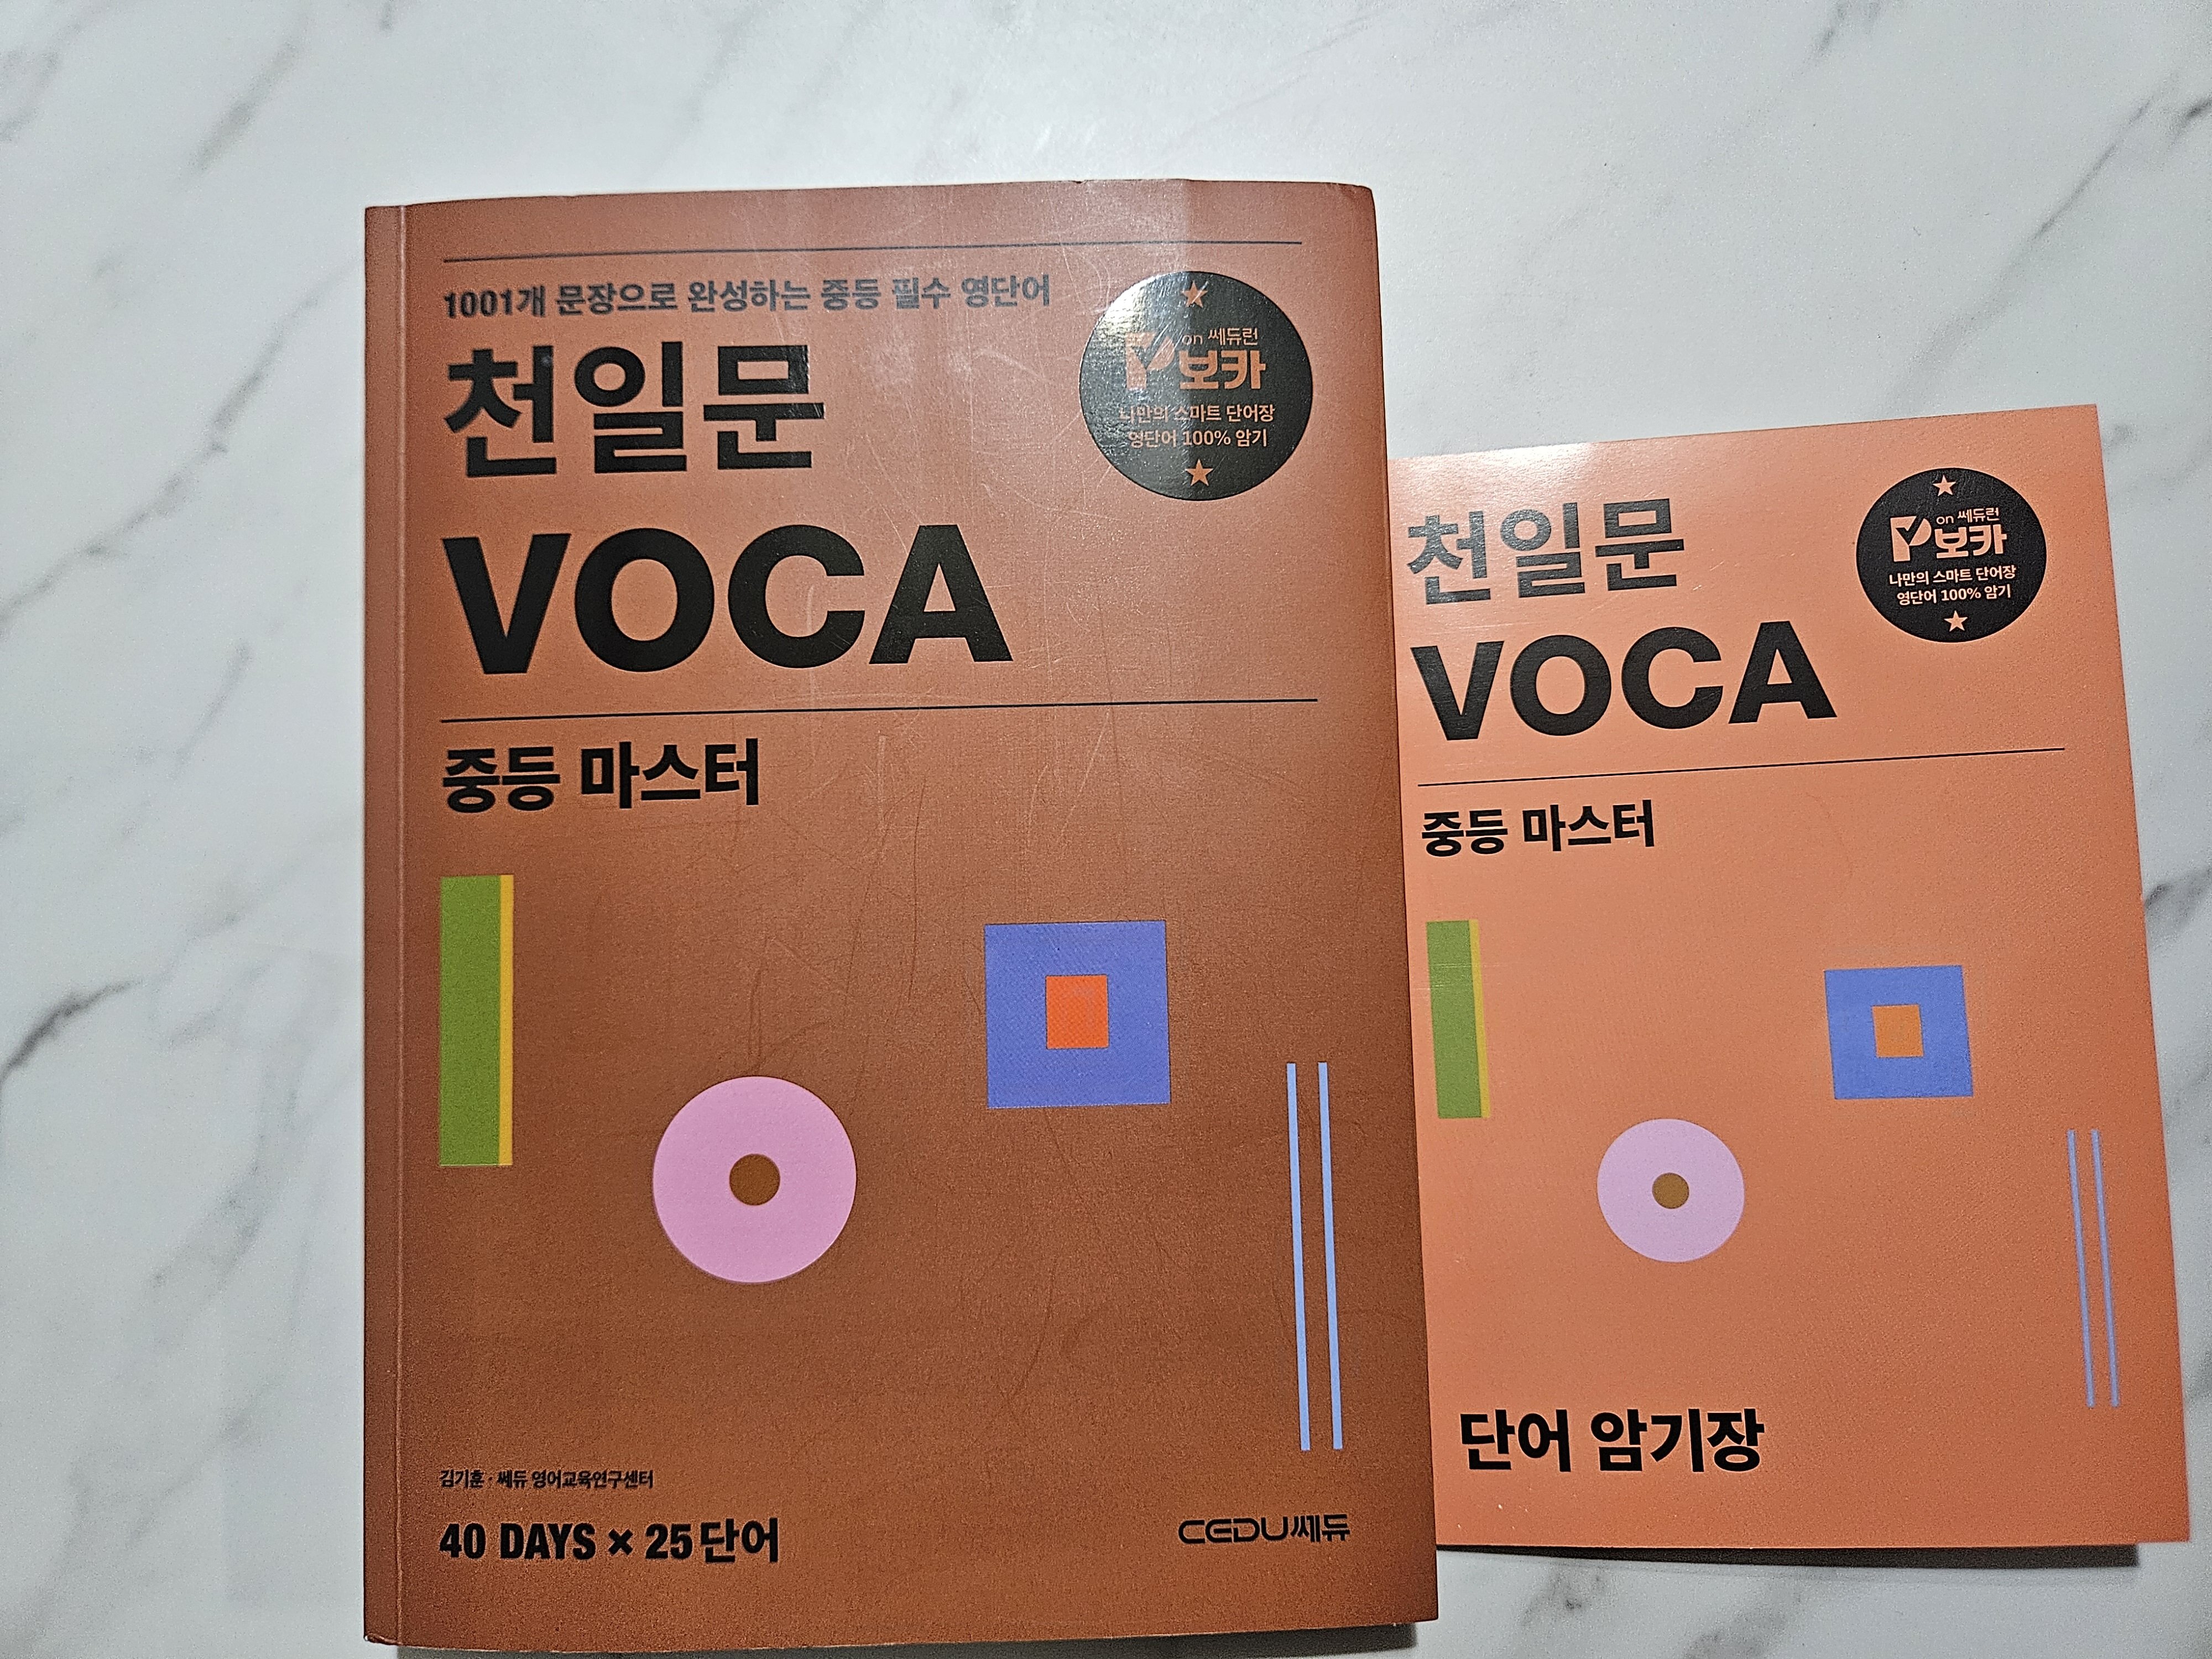 1001개 문장으로 완성하는 중등 필수 영단어
천일문
VOCA
중등 마스터
on 쎄듀런
보카
나만의 스마트 단어장
영단어 100% 암기
김기훈 · 쎄듀 영어교육연구센터
40 DAYS × 25단어
CEDU쎄듀
천일문
VOCA
중등 마스터
on 쎄듀런
보카
나만의 스마트 단어장
영단어 100% 암기
단어 암기장